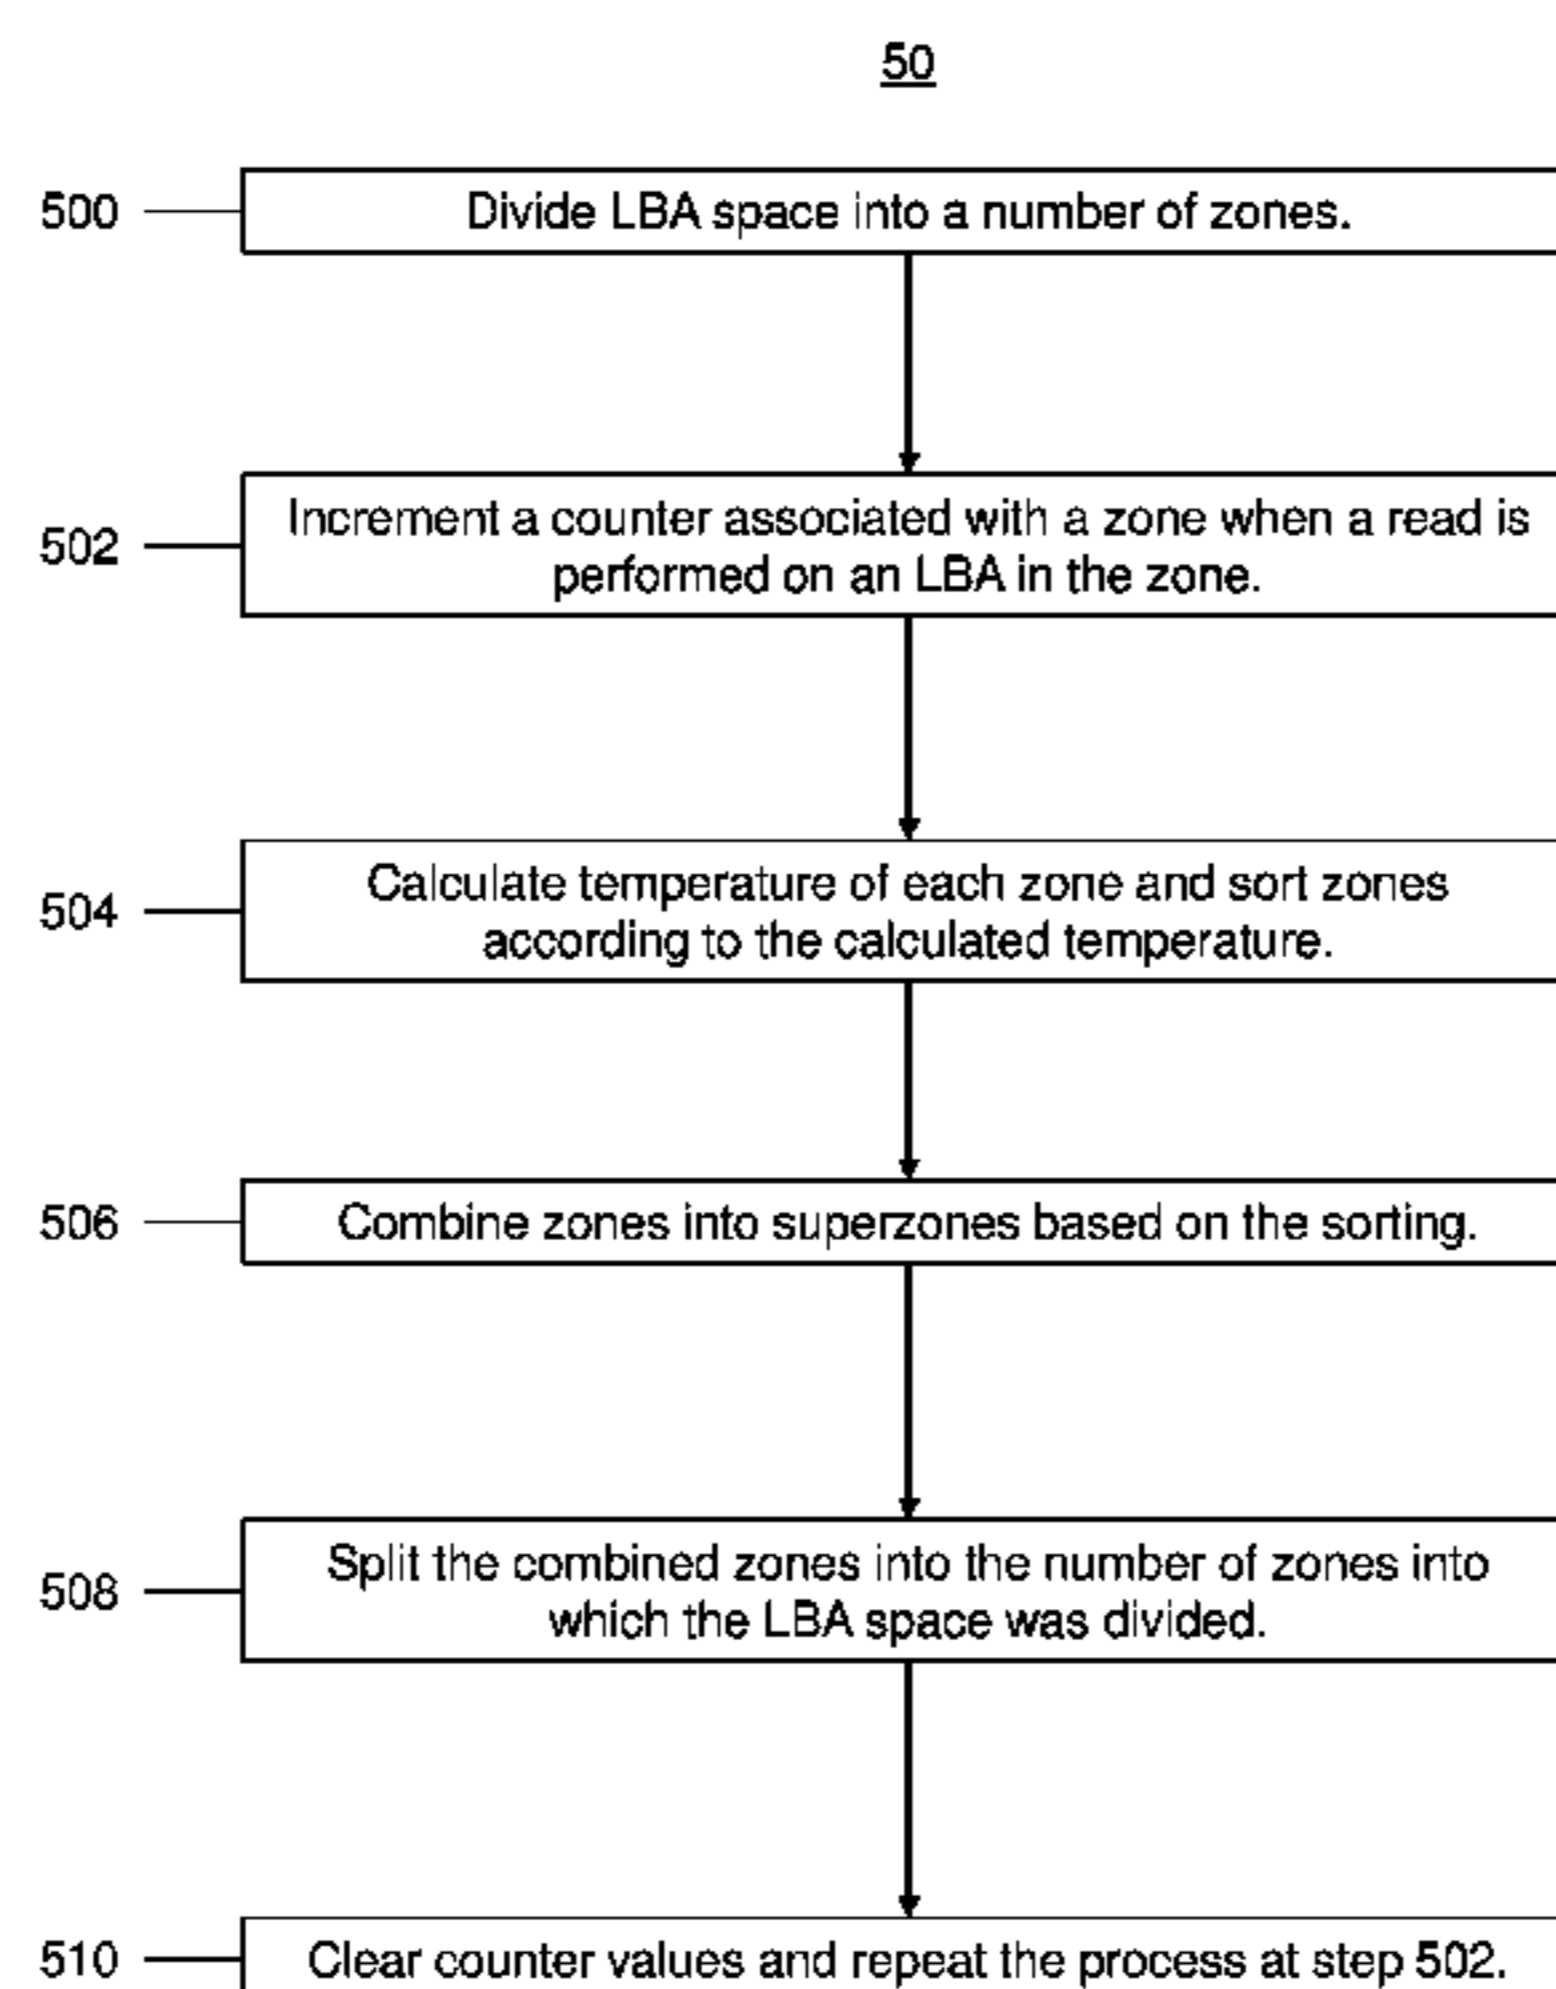 50
500
Divide LBA space into a number of zones.
502
Increment a counter associated with a zone when a read is
performed on an LBA in the zone.
504
Calculate temperature of each zone and sort zones
according to the calculated temperature.
506
Combine zones into superzones based on the sorting.
508
Split the combined zones into the number of zones into
which the LBA space was divided.
510
Clear counter values and repeat the process at step 502.